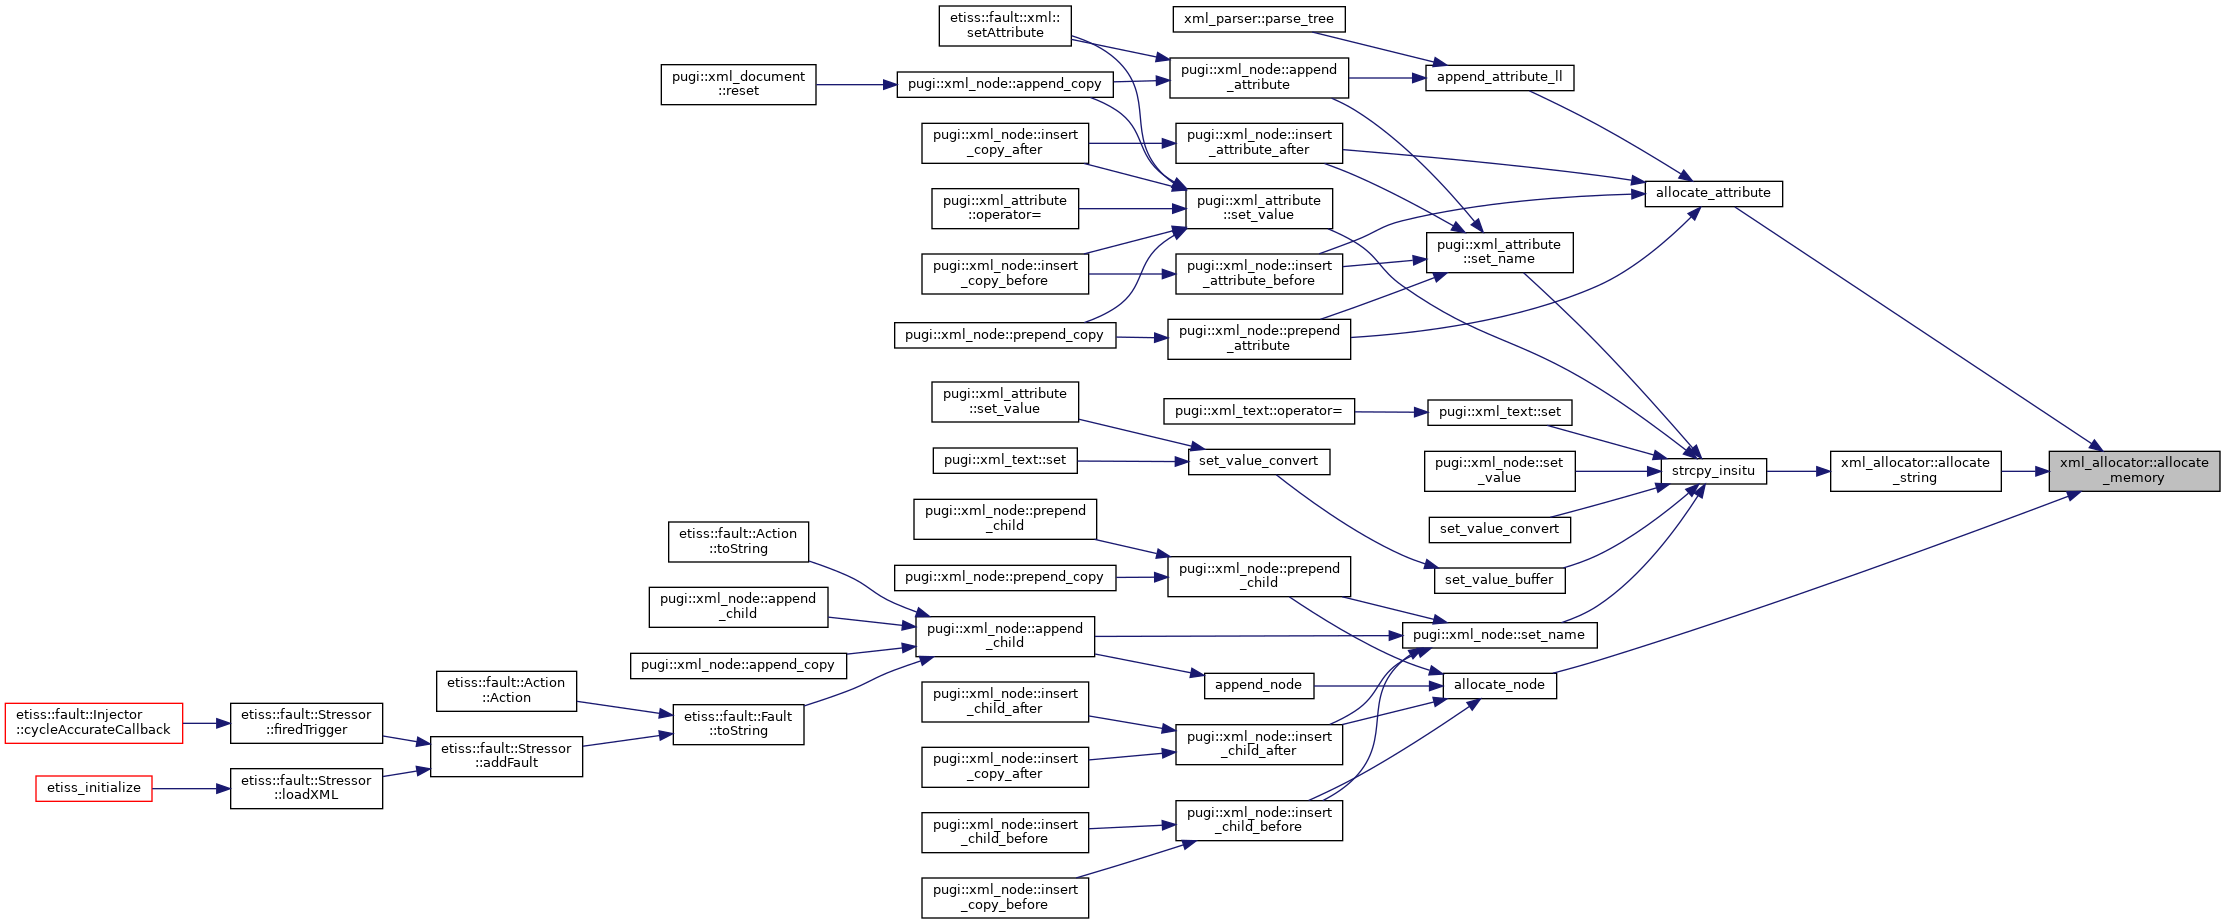 etiss::fault::xml::
setAttribute
xml_parser::parse_tree
pugi::xml_document
::reset
pugi::xml_node::append_copy
pugi::xml_node::append
_attribute
append_attribute_ll
pugi::xml_node::insert
_copy_after
pugi::xml_node::insert
_attribute_after
pugi::xml_attribute
::operator=
pugi::xml_attribute
::set_value
allocate_attribute
pugi::xml_attribute
::set_name
pugi::xml_node::insert
_copy_before
pugi::xml_node::insert
_attribute_before
pugi::xml_node::prepend_copy
pugi::xml_node::prepend
_attribute
pugi::xml_attribute
::set_value
pugi::xml_text::operator=
pugi::xml_text::set
pugi::xml_text::set
set_value_convert
pugi::xml_node::set
_value
strcpy_insitu
xml_allocator::allocate
_string
xml_allocator::allocate
_memory
set_value_convert
pugi::xml_node::prepend
_child
etiss::fault::Action
::toString
pugi::xml_node::prepend_copy
pugi::xml_node::prepend
_child
set_value_buffer
pugi::xml_node::append
_child
pugi::xml_node::append
_child
pugi::xml_node::set_name
pugi::xml_node::append_copy
etiss::fault::Action
::Action
pugi::xml_node::insert
_child_after
append_node
allocate_node
etiss::fault::Injector
::cycleAccurateCallback
etiss::fault::Stressor
::firedTrigger
etiss::fault::Fault
::toString
etiss::fault::Stressor
::addFault
pugi::xml_node::insert
_copy_after
pugi::xml_node::insert
_child_after
etiss_initialize
etiss::fault::Stressor
::loadXML
pugi::xml_node::insert
_child_before
pugi::xml_node::insert
_child_before
pugi::xml_node::insert
_copy_before